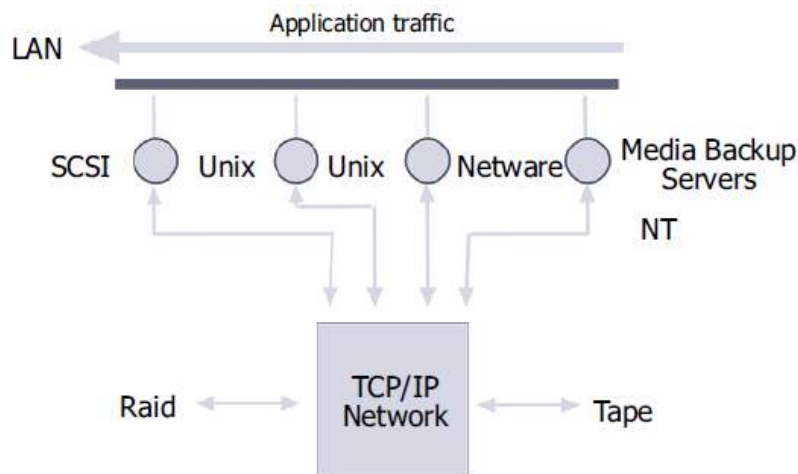 Application traffic
LAN
SCSI
Unix
Unix
Netware
Media Backup
Servers
NT
TCP/IP
Network
Raid
Tape